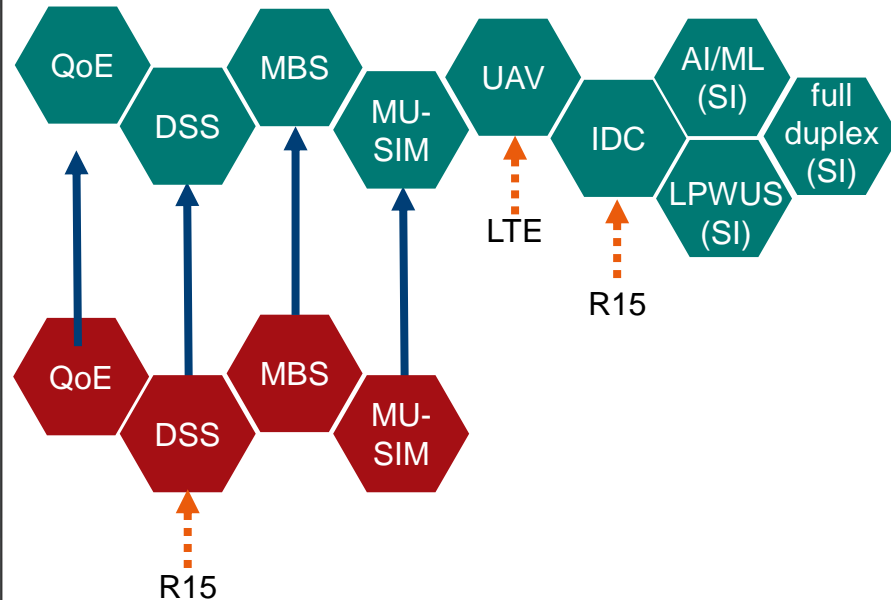 QoE
DSS
MBS
MU-
SIM
UAV
IDC
AI/ML
(SI)
LPWUS
(SI)
full
duplex
(SI)
LTE
R15
QoE
DSS
MBS
MU-
SIM
R15